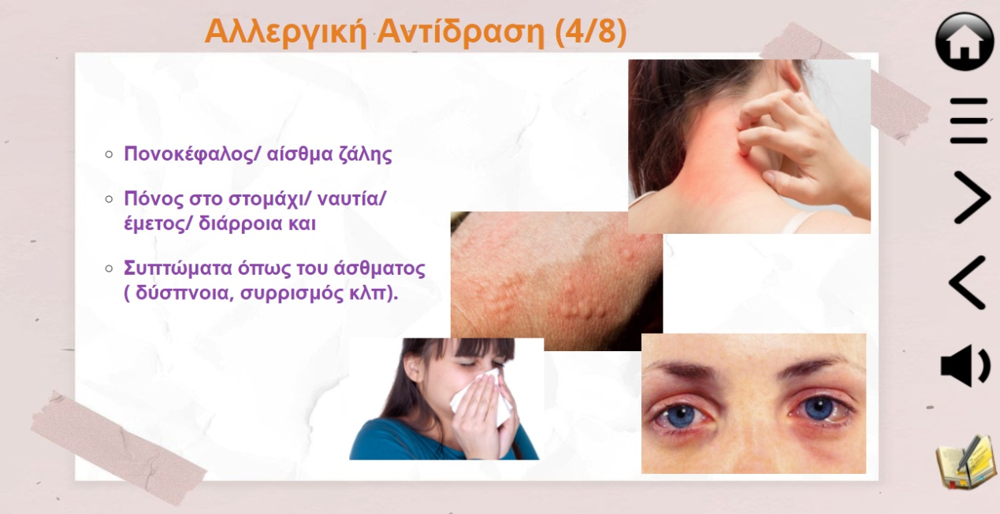 Αλλεργική Αντίδραση (4/8)
Πονοκέφαλος/ αίσθμα ζάλης
Πόνος στο στομάχι/ ναυτία/
έμετος/ διάρροια και
Συπτώματα όπως του άσθματος
( δύσπνοια, συρρισμός κλπ).